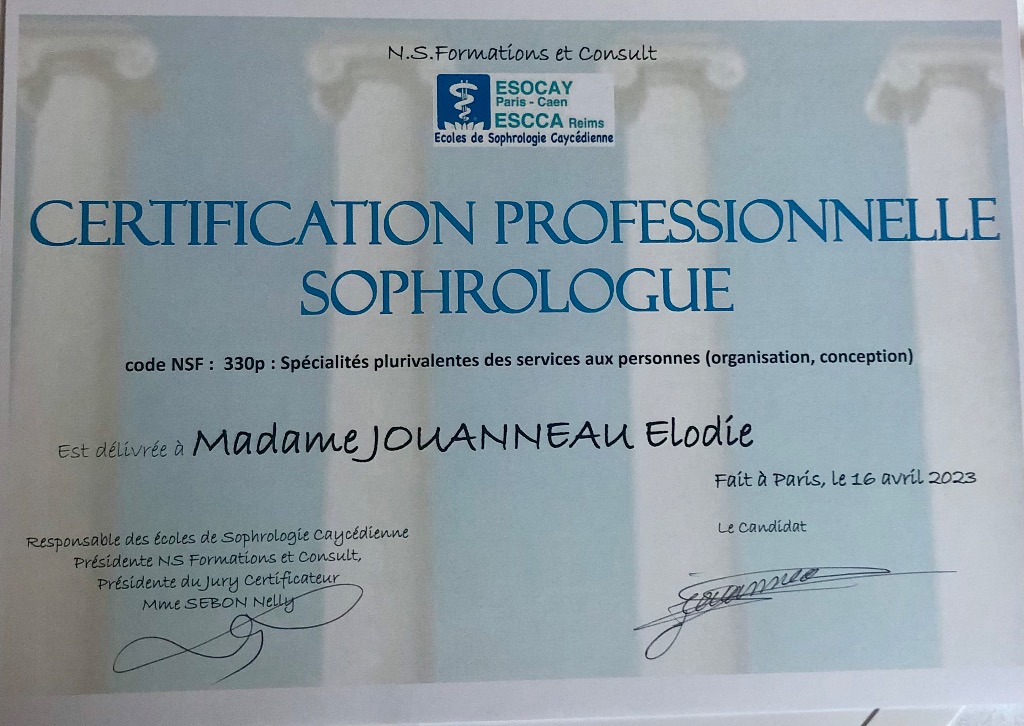 N.S.Formations et Consult
ESOCAY
Paris - Caen
ESCCA Reims
Ecoles de Sophrologie Caycédienne
CERTIFICATION PROFESSIONNELLE
SOPHROLOGUE
code NSF : 330p : Spécialités plurivalentes des services aux personnes (organisation, conception)
Est délivrée à Madame JOUANNEAU Elodie
Fait à Paris, le 16 avril 2023
Le Candidat
Responsable des écoles de Sophrologie Caycédienne
Présidente NS Formations et Consult,
Présidente du Jury Certificateur
Mme SEBON Nelly